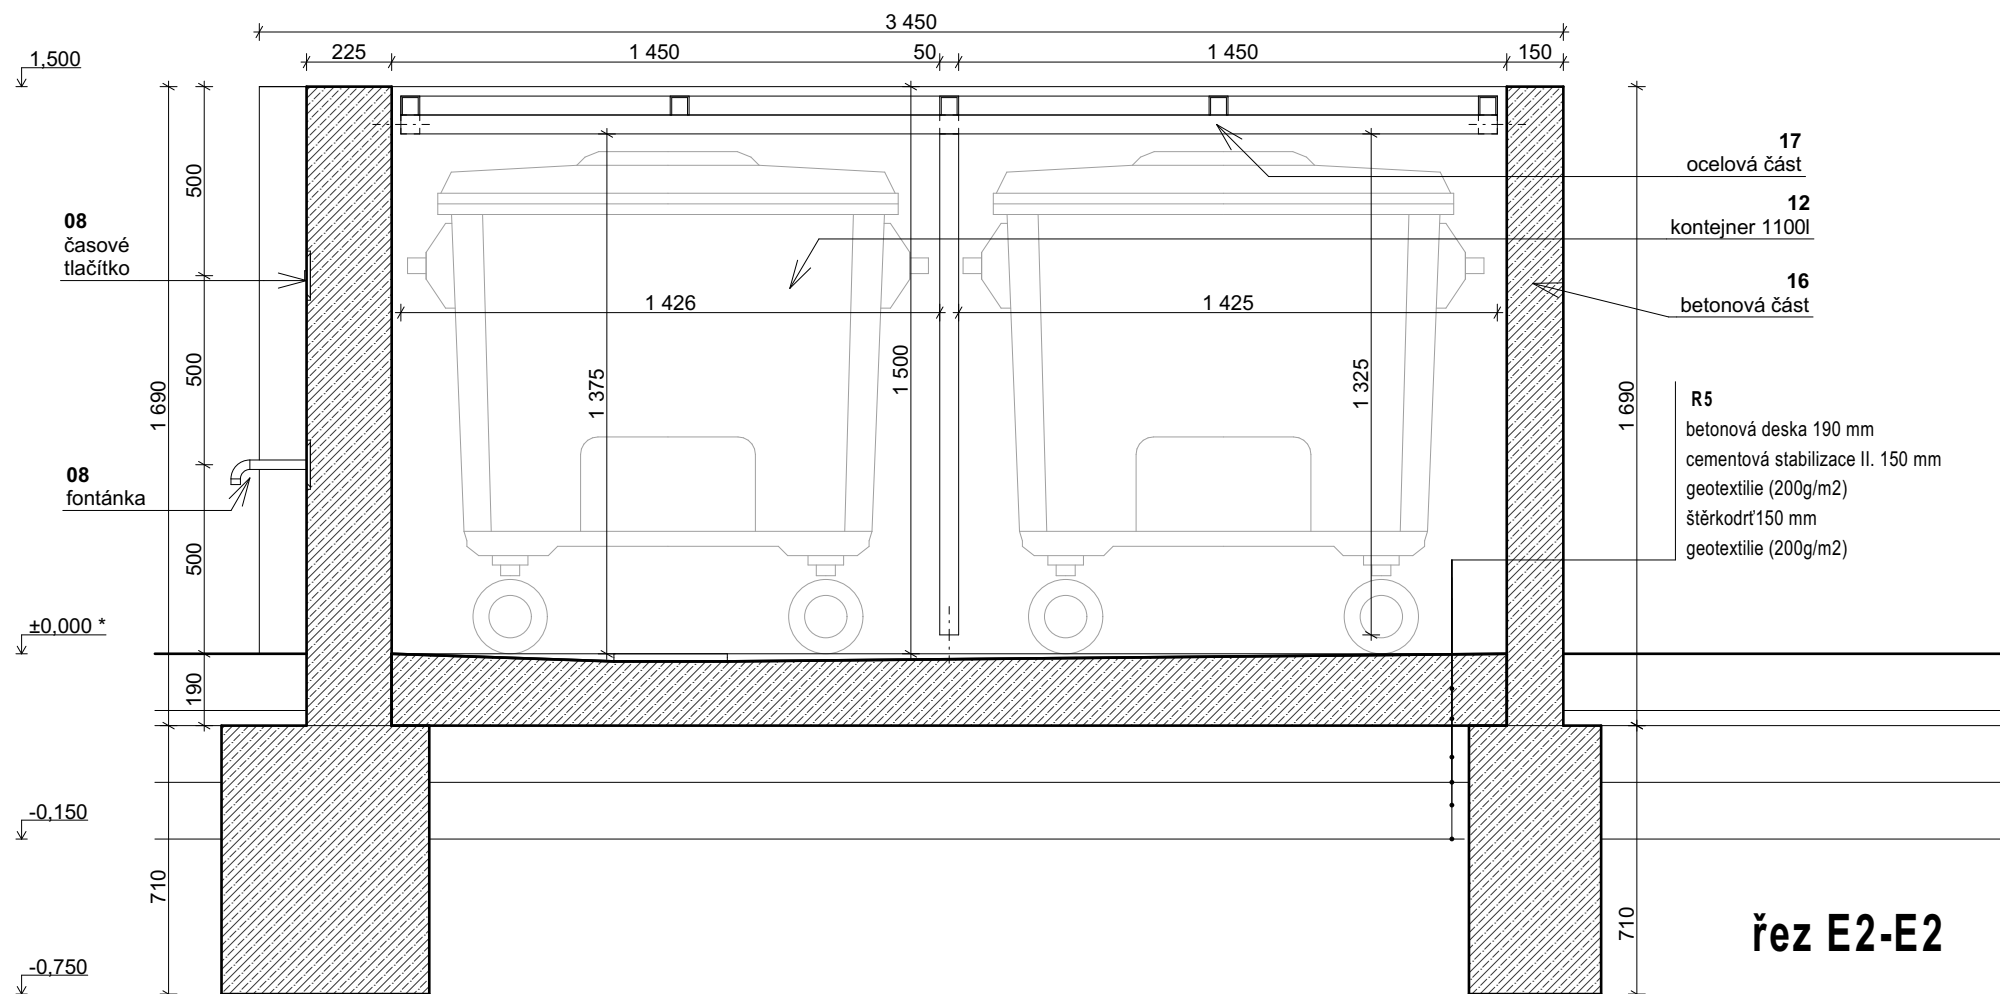 3 450
225
1 450
50
1 450
150
1,500
500
17
ocelová část
12
kontejner 1100l
08
časové
tlačítko
16
betonová část
1 426
1 425
500
1 690
1 375
1 500
1 325
1 690
R5
betonová deska 190 mm
cementová stabilizace II. 150 mm
geotextilie (200g/m2)
štěrkodrť150 mm
geotextilie (200g/m2)
08
fontánka
500
±0,000 *
190
-0,150
710
710
řez E2-E2
-0,750